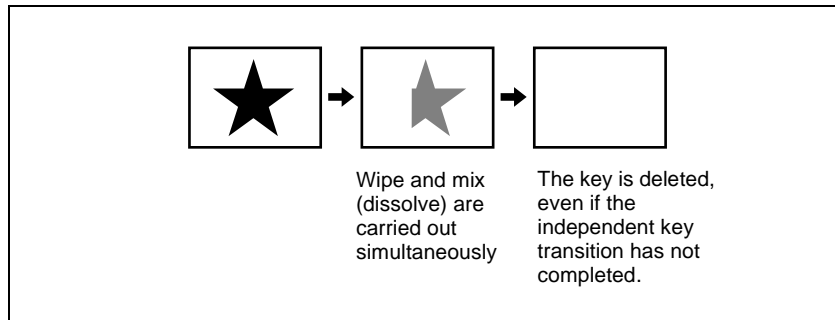 Wipe and mix
(dissolve) are
carried out
simultaneously
The key is deleted,
even if the
independent key
transition has not
completed.